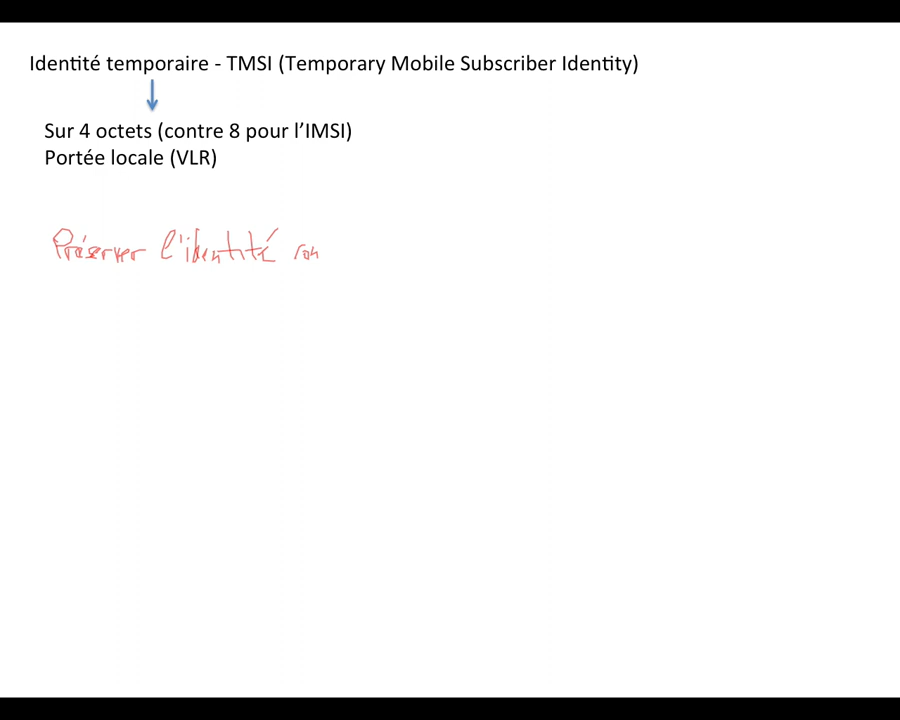 Identité temporaire - TMSI (Temporary Mobile Subscriber Identity)
Sur 4 octets (contre 8 pour l'IMSI)
Portée locale (VLR)
Préserver l'identité